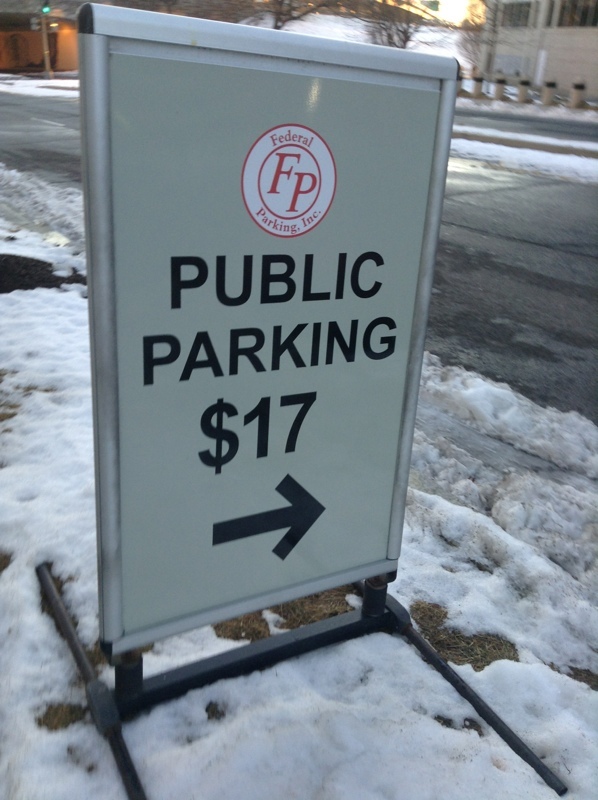 Federal
FP
Parking, Inc.
PUBLIC
PARKING
$17